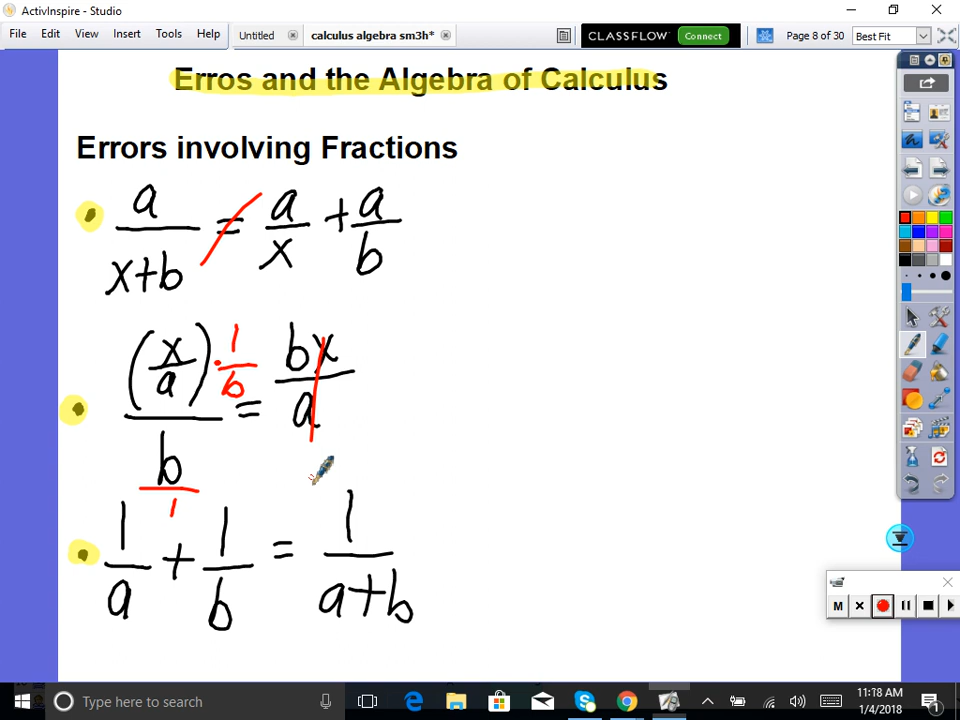 ActivInspire - Studio
File Edit View Insert Tools Help Untitled calculus algebra sm3h* CLASSFLOW Connect Page 8 of 30 Best Fit
Erros and the Algebra of Calculus
Errors involving Fractions
a/(x+b) = a/x + a/b
(x/a) · 1/b
b/1 = bx/a
1/a + 1/b = 1/(a+b)
M
Type here to search
11:18 AM
1/4/2018
1